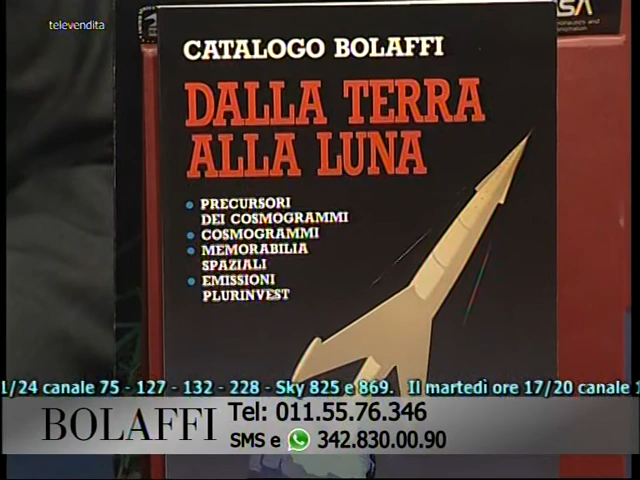 televendita
CATALOGO BOLAFFI
DALLA TERRA
ALLA LUNA
PRECURSORI
DEI COSMOGRAMMI
COSMOGRAMMI
MEMORABILIA
SPAZIALI
EMISSIONI
PLURINVEST
1/24 canale 75 - 127 - 132 - 228 - Sky 825 e 869. Il martedì ore 17/20 canale 1
BOLAFFI
Tel: 011.55.76.346
SMS e 342.830.00.90